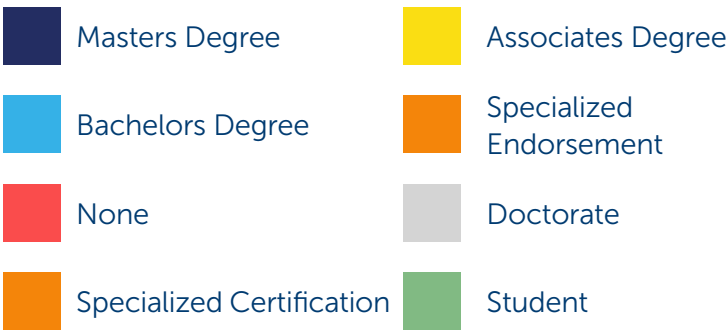 Masters Degree
Associates Degree
Bachelors Degree
Specialized
Endorsement
None
Doctorate
Specialized Certification
Student